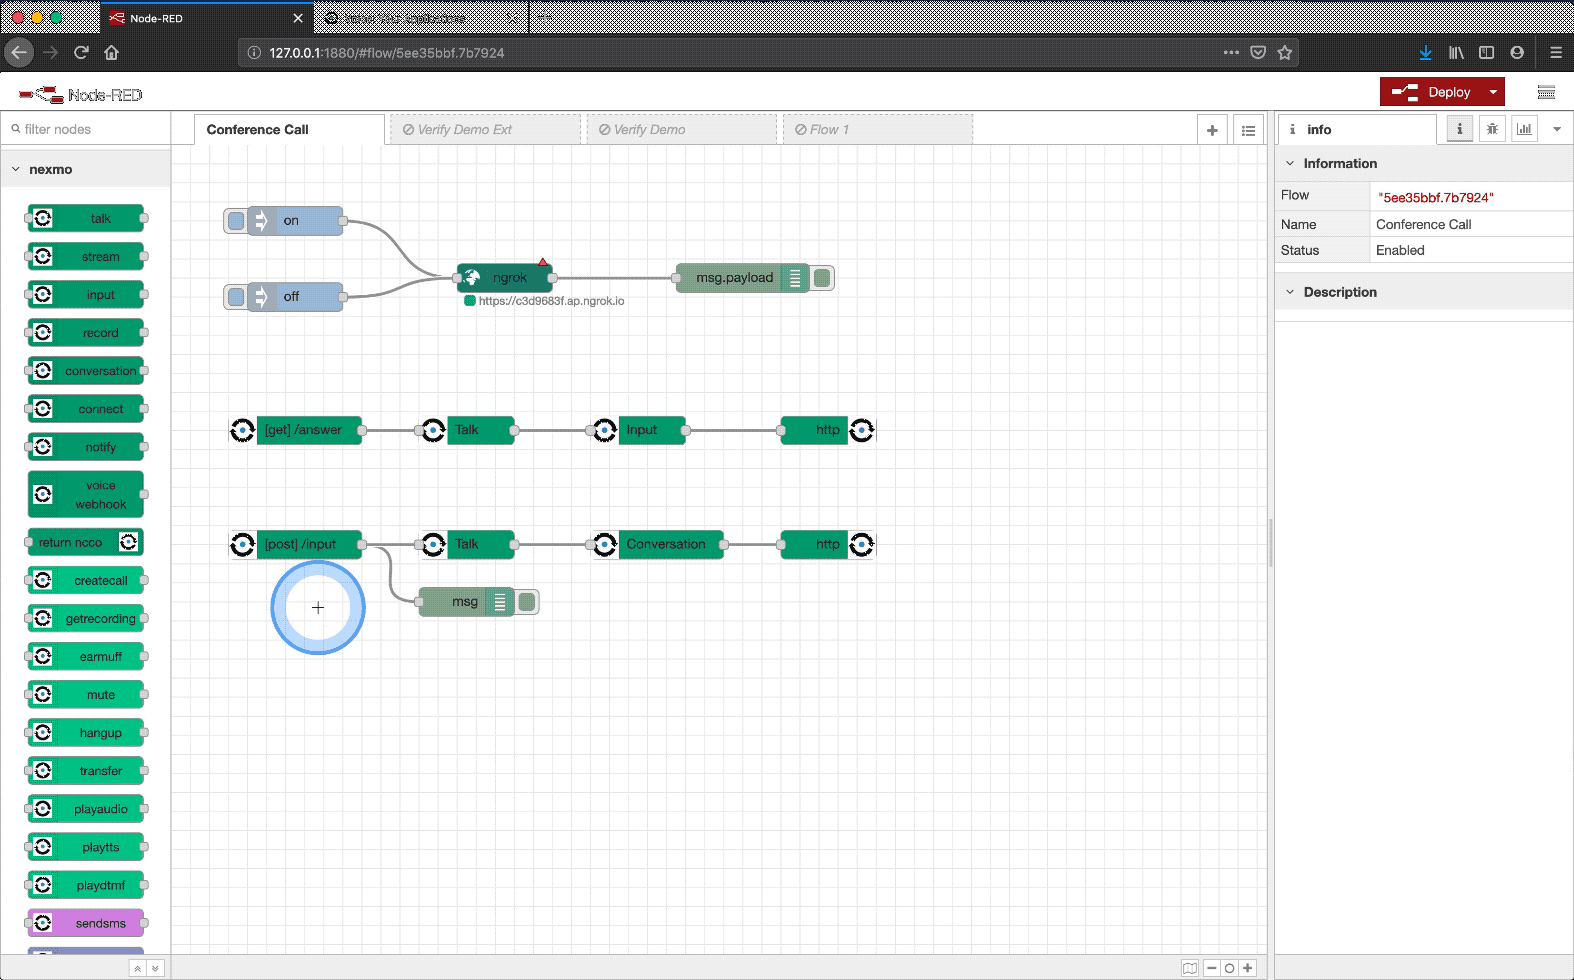 Node-RED
127.0.0.1:1880/#flow/5ee35bbf.7b7924
Node-RED
Deploy
filter nodes
Conference Call
Verify Demo Ext
Verify Demo
Flow 1
i info
nexmo
talk
stream
input
record
conversation
connect
notify
voice
webhook
return ncco
createcall
getrecording
earmuff
mute
hangup
transfer
playaudio
playtts
playdtmf
sendsms
on
off
ngrok
https://c3d9683f.ap.ngrok.io
msg.payload
[get] /answer
Talk
Input
http
[post] /input
Talk
Conversation
http
msg
Information
Flow "5ee35bbf.7b7924"
Name Conference Call
Status Enabled
Description